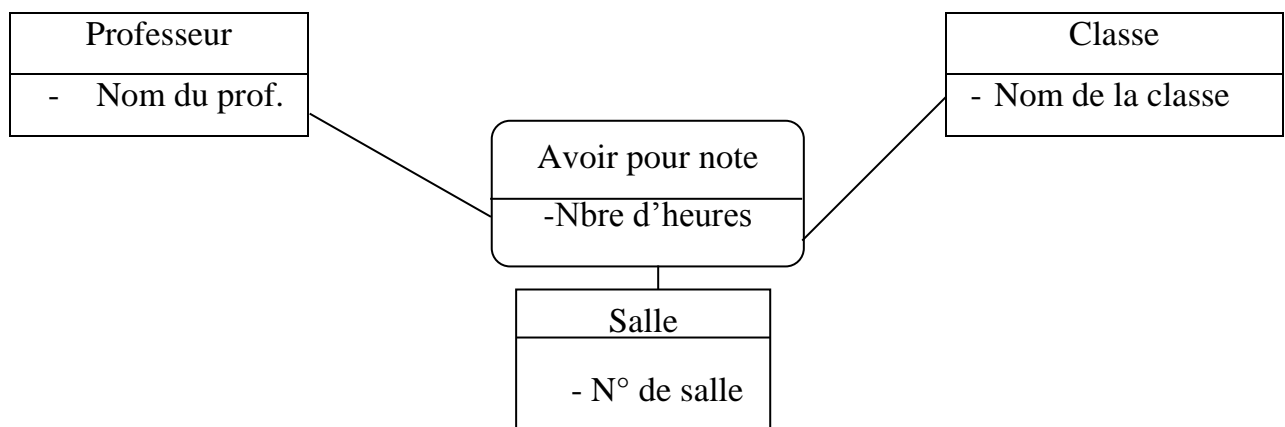 Professeur
- Nom du prof.
Classe
- Nom de la classe
Avoir pour note
-Nbre d’heures
Salle
- N° de salle